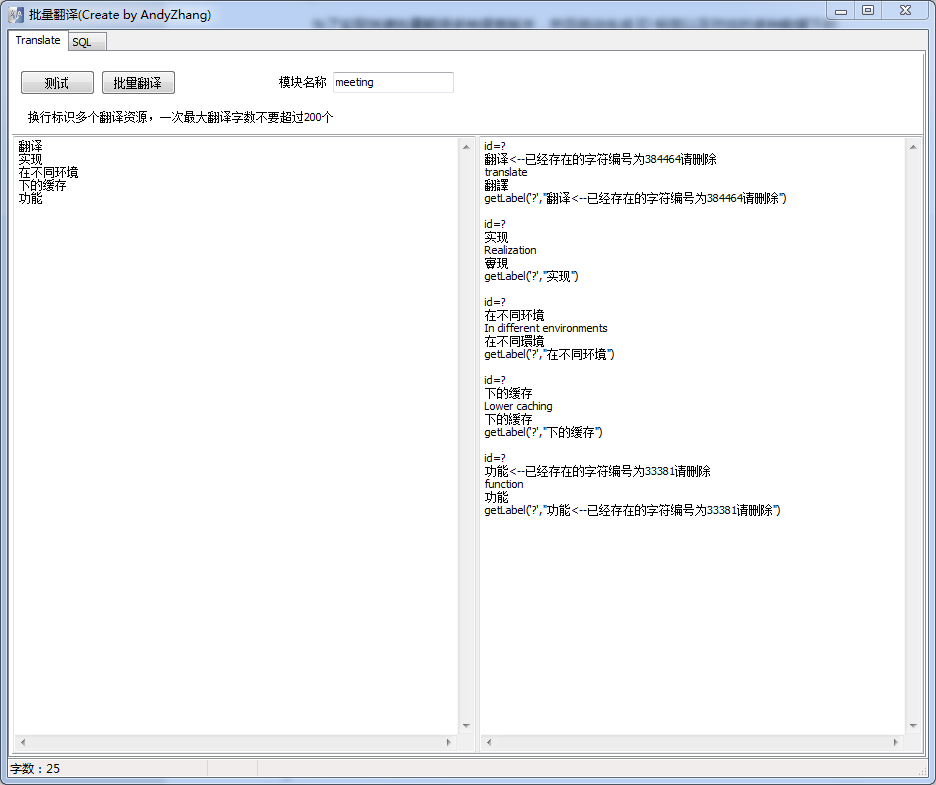 批量翻译(Create by AndyZhang)
Translate
SQL
测试
批量翻译
模块名称
meeting
换行标识多个翻译资源，一次最大翻译字数不要超过200个
翻译
实现
在不同环境
下的缓存
功能
id=?
翻译<--已经存在的字符编号为384464请删除
translate
翻譯
getLabel('?',"翻译<--已经存在的字符编号为384464请删除")
id=?
实现
Realization
實現
getLabel('?',"实现")
id=?
在不同环境
In different environments
在不同環境
getLabel('?',"在不同环境")
id=?
下的缓存
Lower caching
下的缓存
getLabel('?',"下的缓存")
id=?
功能<--已经存在的字符编号为33381请删除
function
功能
getLabel('?',"功能<--已经存在的字符编号为33381请删除")
字数：25